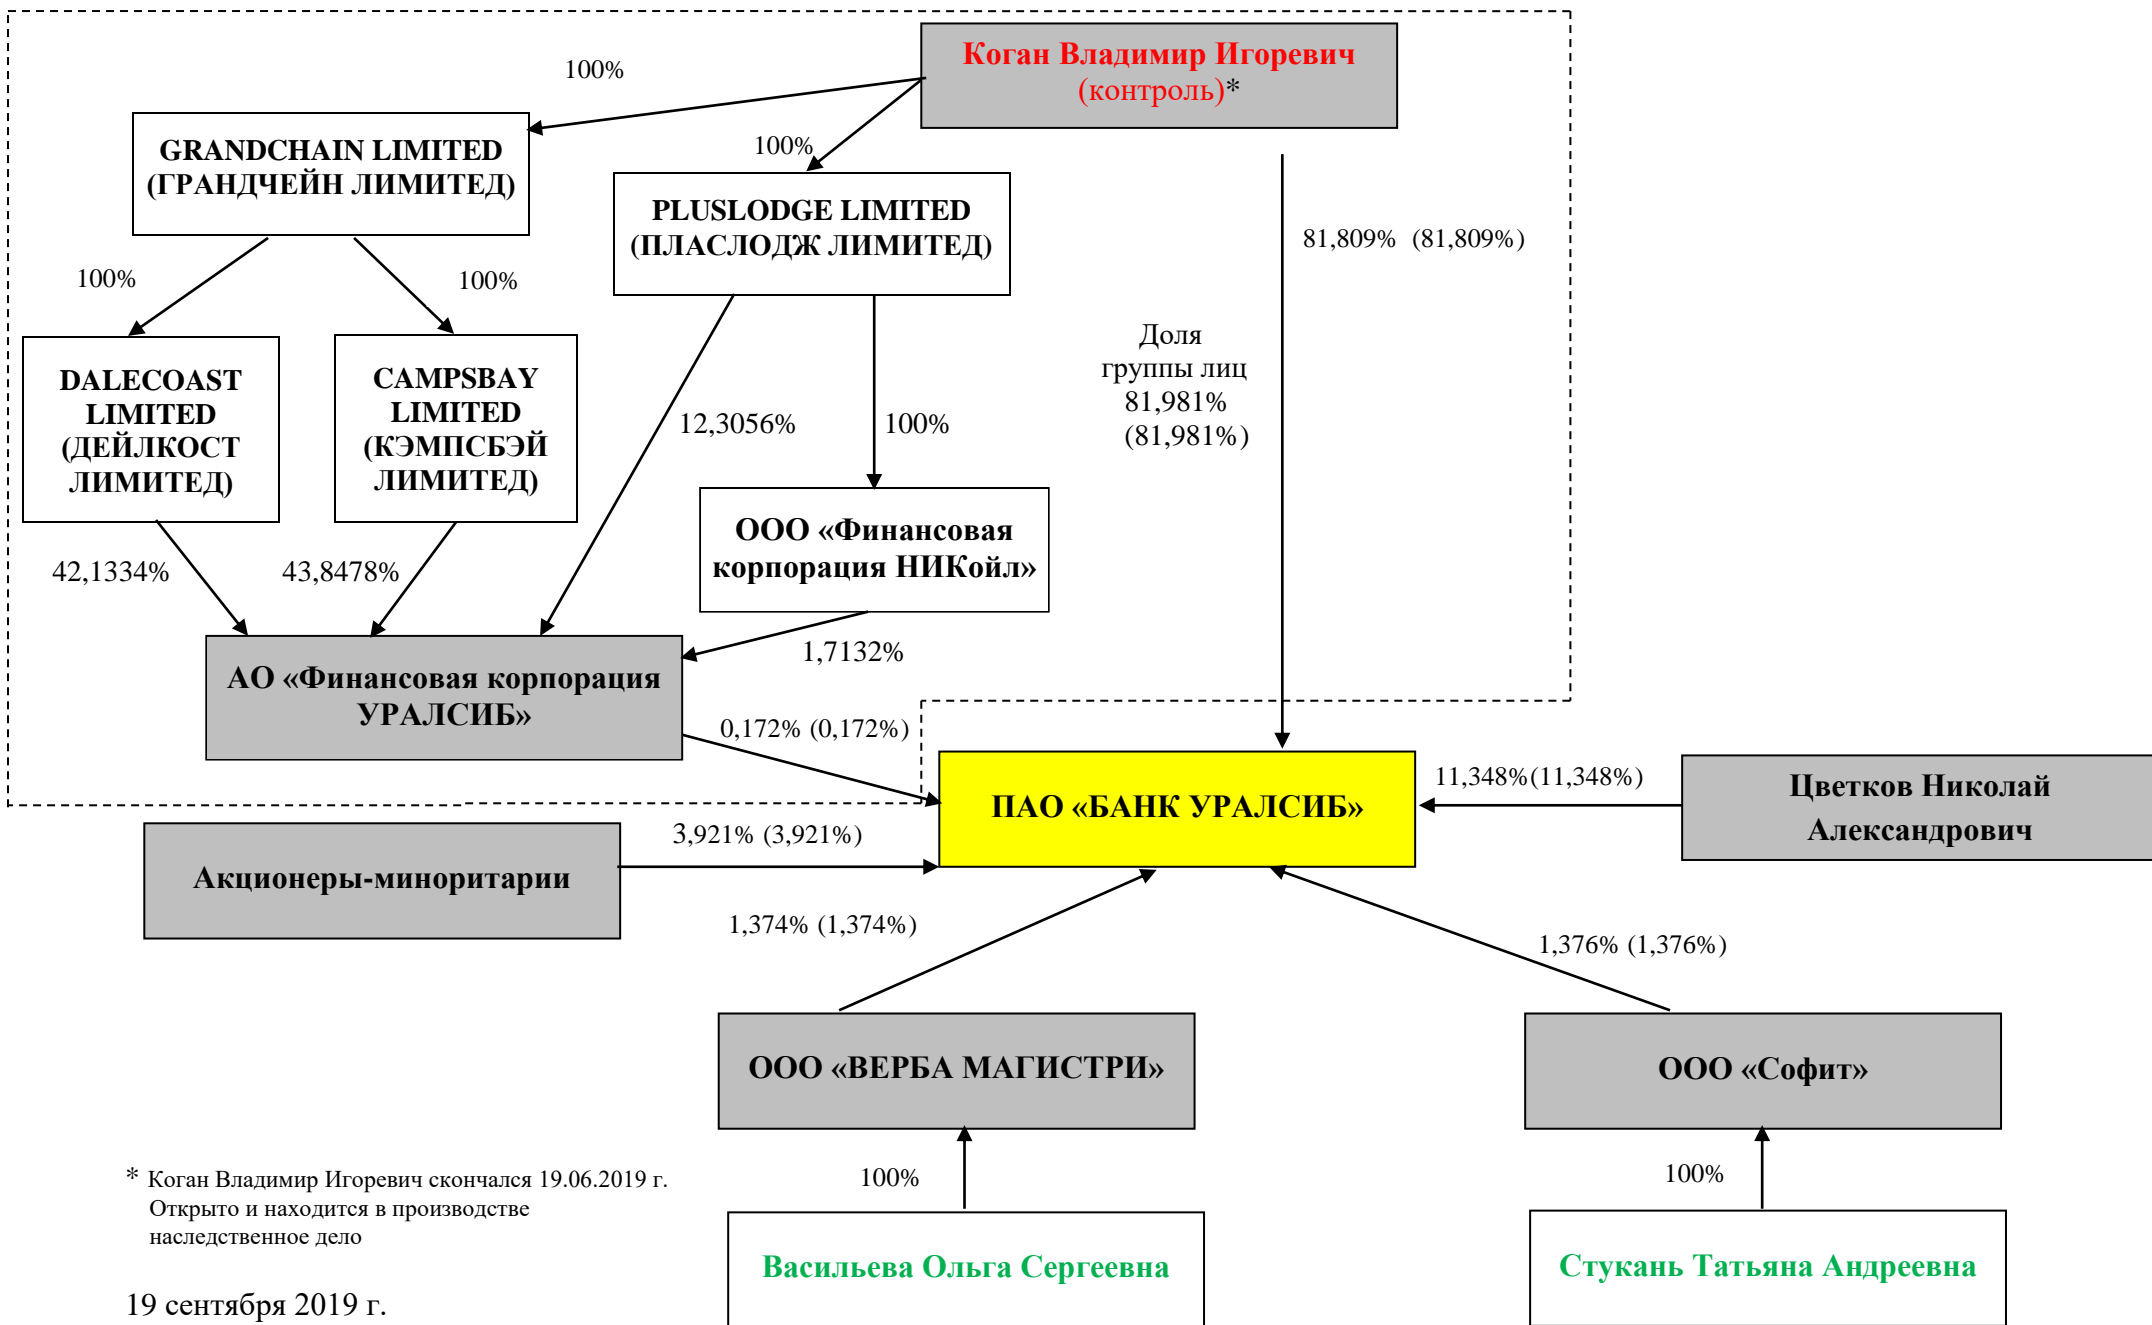 Коган Владимир Игоревич
(контроль)*
100%
GRANDCHAIN LIMITED
(ГРАНДЧЕЙН ЛИМИТЕД)
100%
PLUSLODGE LIMITED
(ПЛАСЛОДЖ ЛИМИТЕД)
81,809%  (81,809%)
100%
100%
Доля
группы лиц
81,981%
(81,981%)
DALECOAST
LIMITED
(ДЕЙЛКОСТ
ЛИМИТЕД)
CAMPSBAY
LIMITED
(КЭМПСБЭЙ
ЛИМИТЕД)
12,3056%
100%
ООО «Финансовая
корпорация НИКойл»
42,1334%
43,8478%
1,7132%
АО «Финансовая корпорация
УРАЛСИБ»
0,172% (0,172%)
ПАО «БАНК УРАЛСИБ»
11,348%(11,348%)
Цветков Николай
Александрович
3,921% (3,921%)
Акционеры-миноритарии
1,374% (1,374%)
1,376% (1,376%)
ООО «ВЕРБА МАГИСТРИ»
ООО «Софит»
100%
100%
* Коган Владимир Игоревич скончался 19.06.2019 г.
Открыто и находится в производстве
наследственное дело
Васильева Ольга Сергеевна
Стукань Татьяна Андреевна
19 сентября 2019 г.